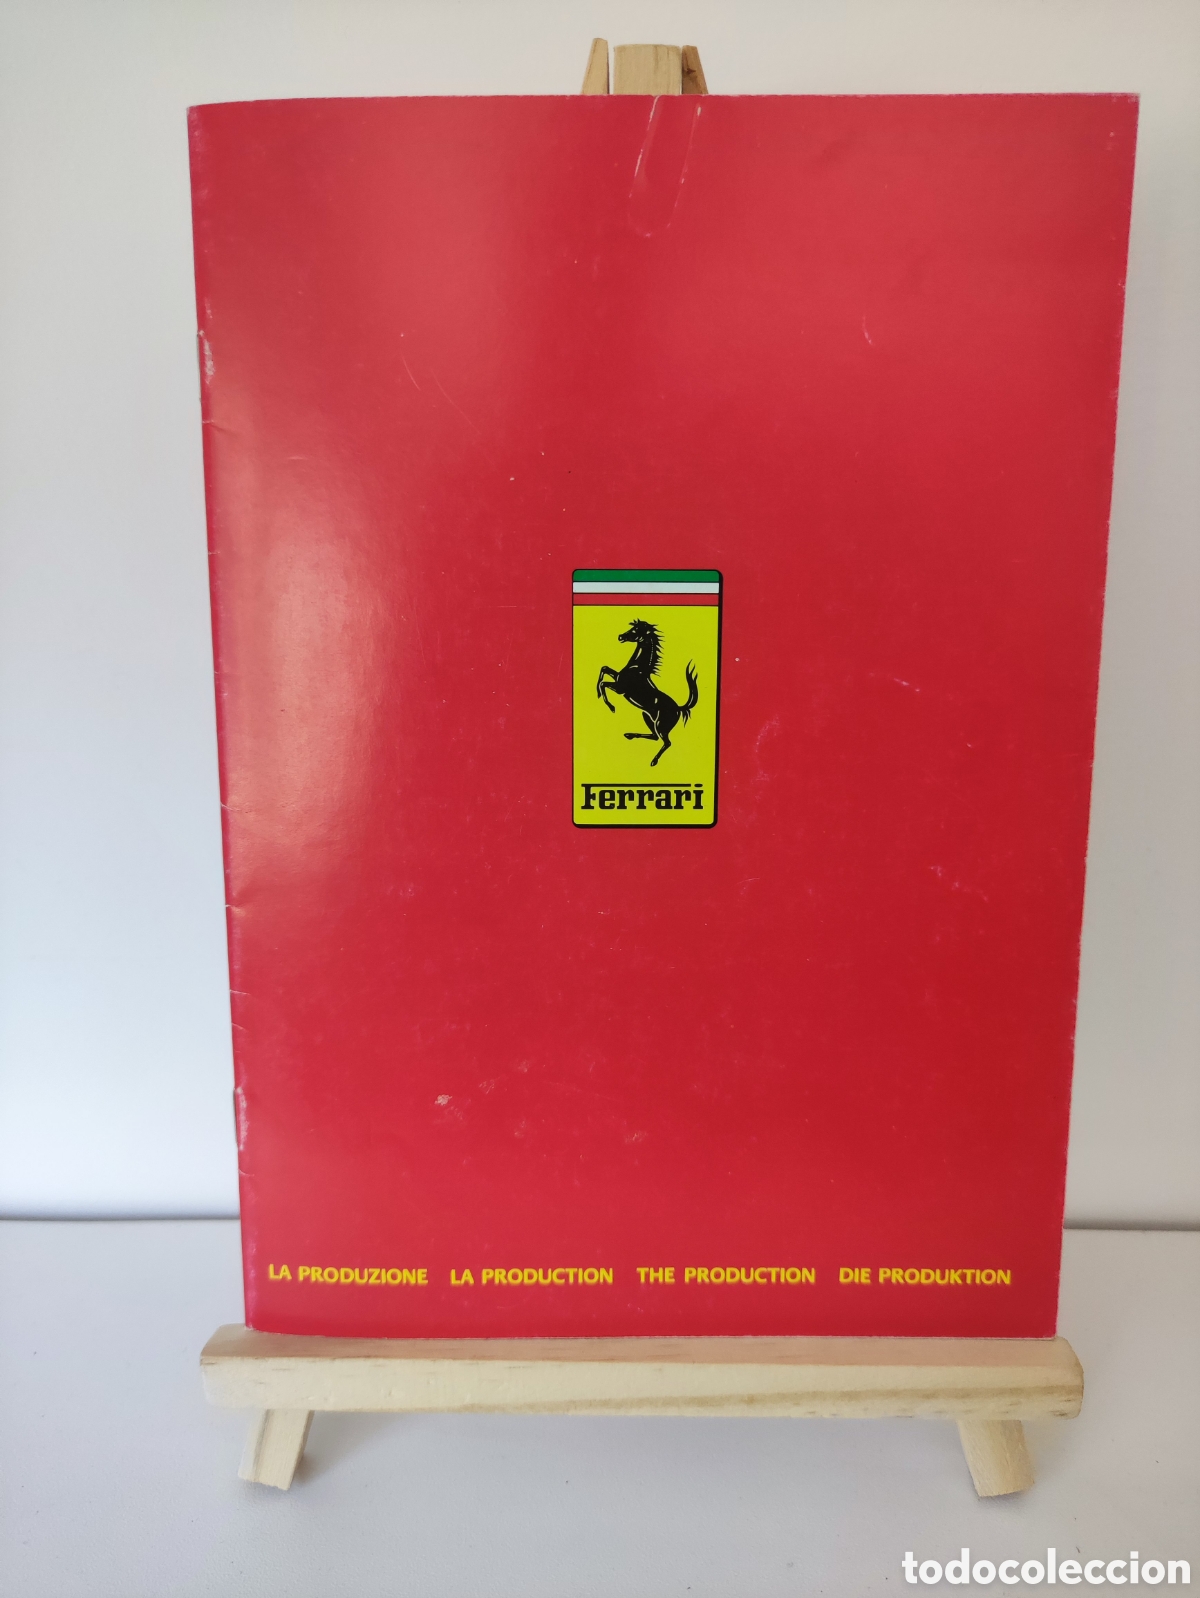 Ferrari
LA PRODUZIONE LA PRODUCTION THE PRODUCTION DIE PRODUKTION
todocoleccion